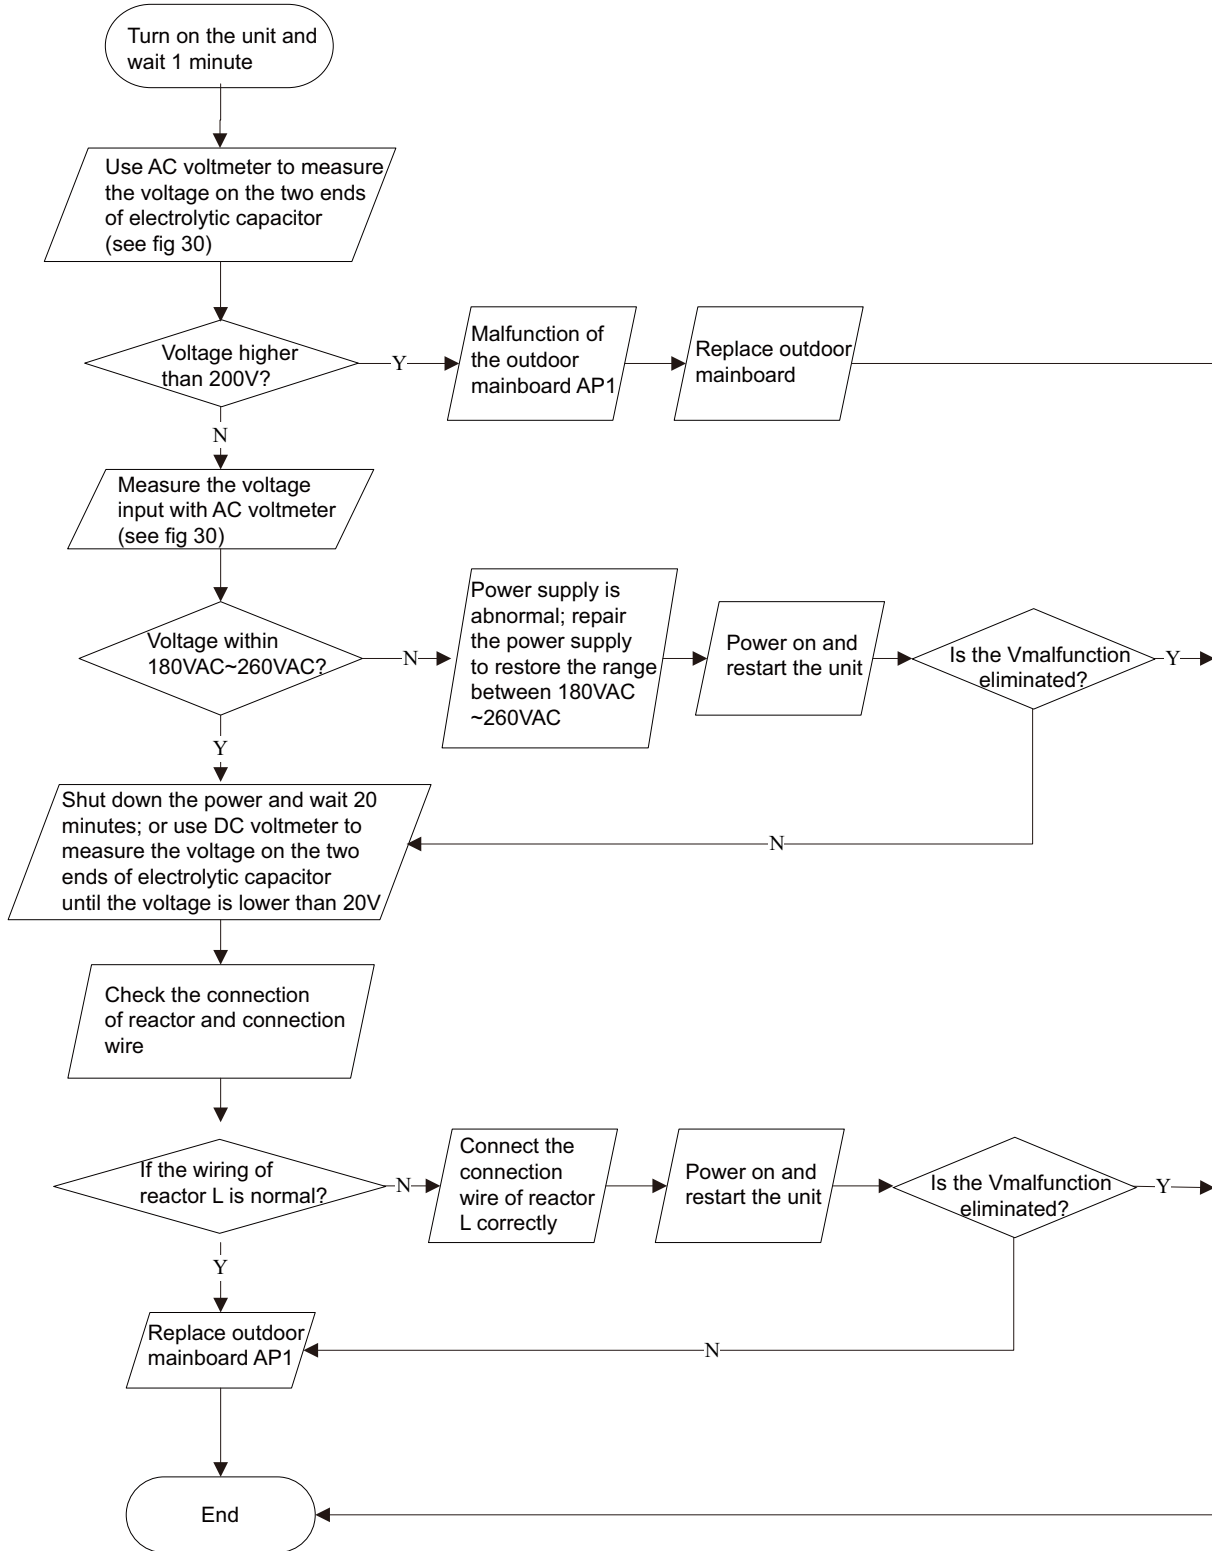 Turn on the unit and
wait 1 minute
Use AC voltmeter to measure
the voltage on the two ends
of electrolytic capacitor
(see fig 30)
Voltage higher
than 200V?
Y
Malfunction of
the outdoor
mainboard AP1
Replace outdoor
mainboard
N
Measure the voltage
input with AC voltmeter
(see fig 30)
Voltage within
180VAC~260VAC?
N
Power supply is
abnormal; repair
the power supply
to restore the range
between 180VAC
~260VAC
Power on and
restart the unit
Is the Vmalfunction
eliminated?
Y
Y
N
Shut down the power and wait 20
minutes; or use DC voltmeter to
measure the voltage on the two
ends of electrolytic capacitor
until the voltage is lower than 20V
Check the connection
of reactor and connection
wire
If the wiring of
reactor L is normal?
N
Connect the
connection
wire of reactor
L correctly
Power on and
restart the unit
Is the Vmalfunction
eliminated?
Y
Y
N
Replace outdoor
mainboard AP1
End